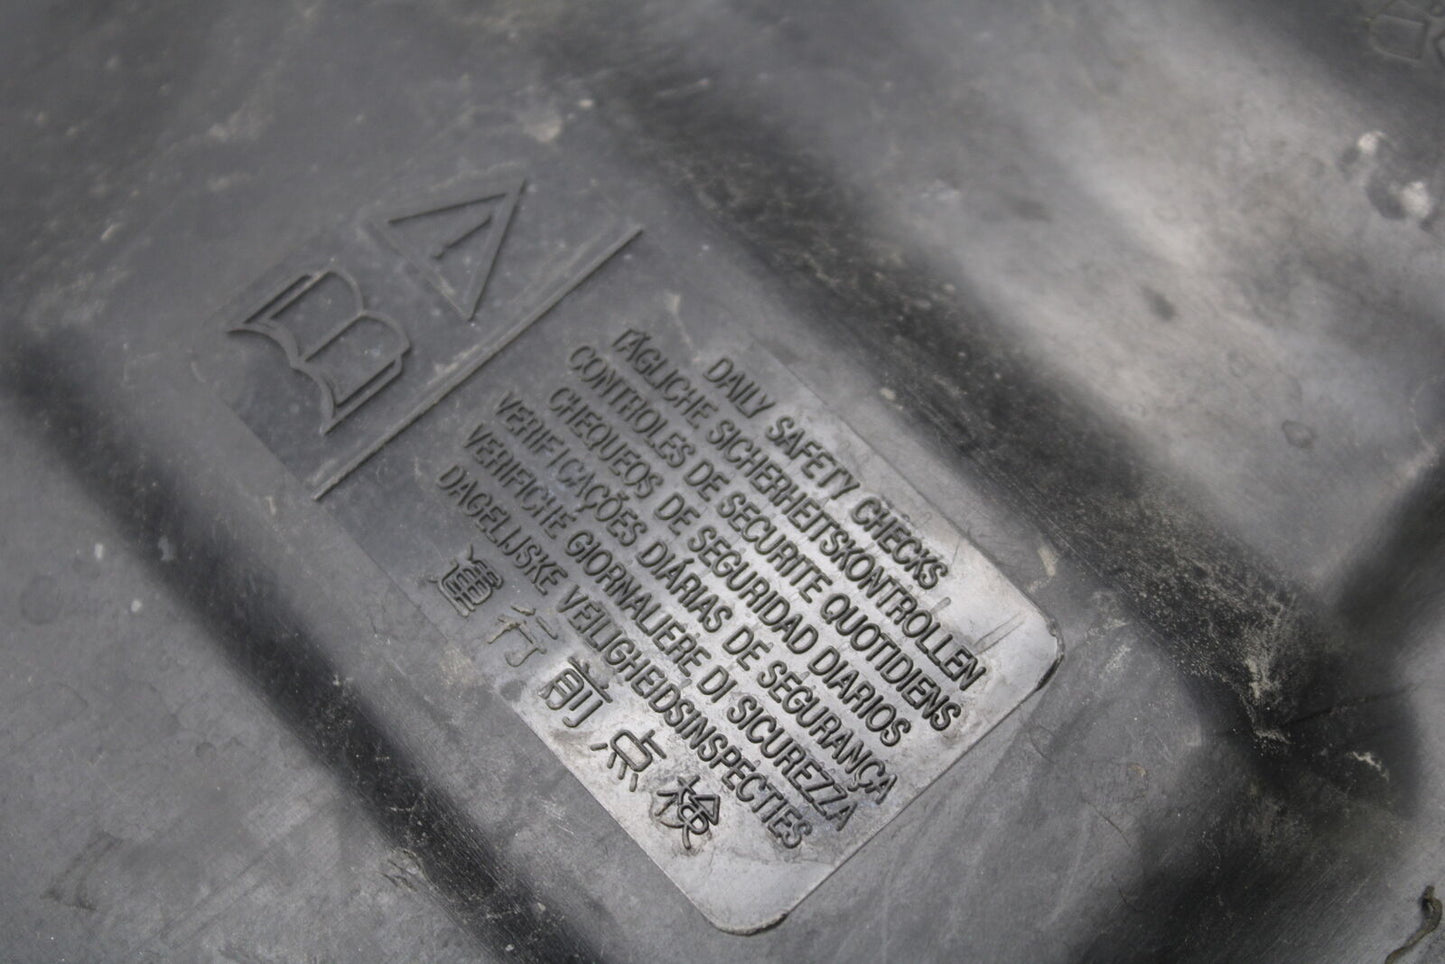 DAILY SAFETY CHECKS
TÄGLICHE SICHERHEITSKONTROLLEN
CONTROLES DE SECURITE QUOTIDIENS
CHEQUEOS DE SEGURIDAD DIARIOS
VERIFICAÇÕES DIÁRIAS DE SEGURANÇA
VERIFICHE GIORNALIERE DI SICUREZZA
DAGELIJSKE VEILIGHEIDSINSPECTIES
運行前点検